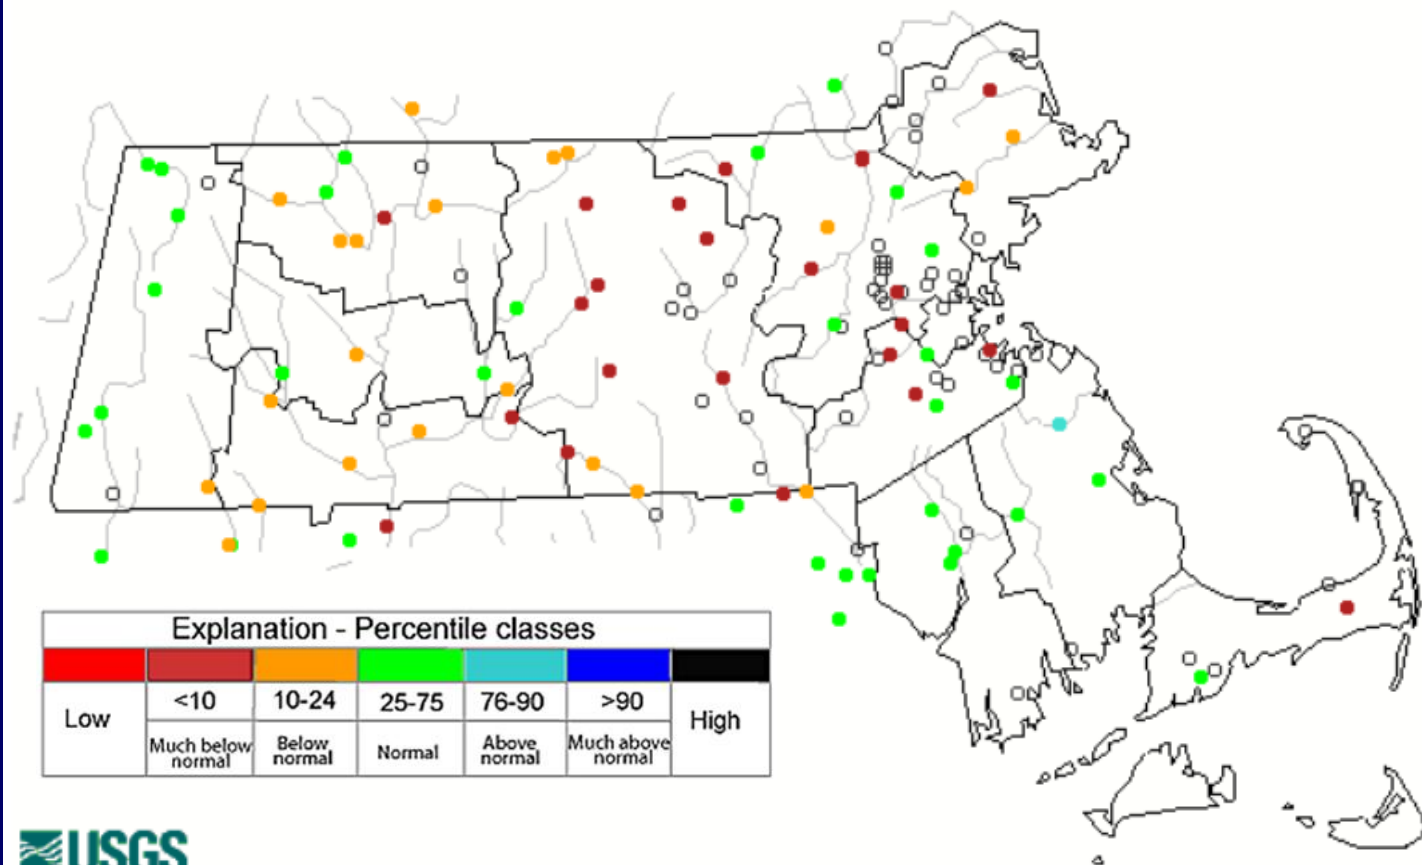 Explanation - Percentile classes
Low
<10
10-24
25-75
76-90
>90
High
Much below
normal
Below
normal
Normal
Above
normal
Much above
normal
USGS